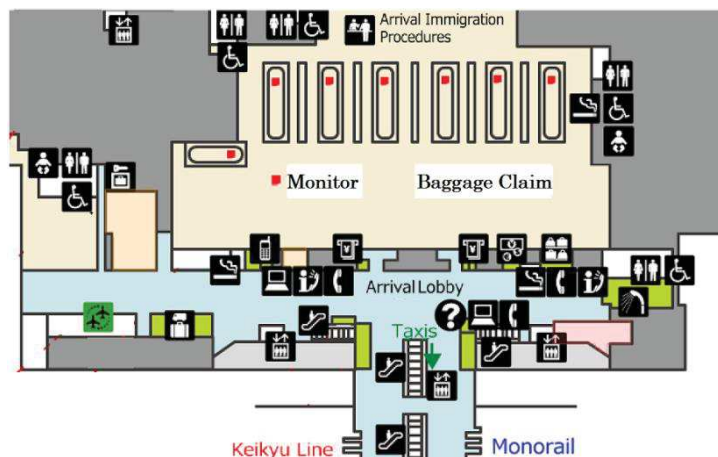 Arrival Immigration
Procedures
Monitor
Baggage Claim
Arrival Lobby
?
Taxis
Keikyu Line
Monorail